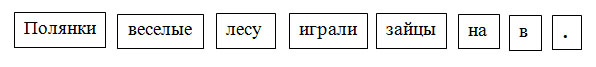 Полянки веселые лесу играли зайцы на в .